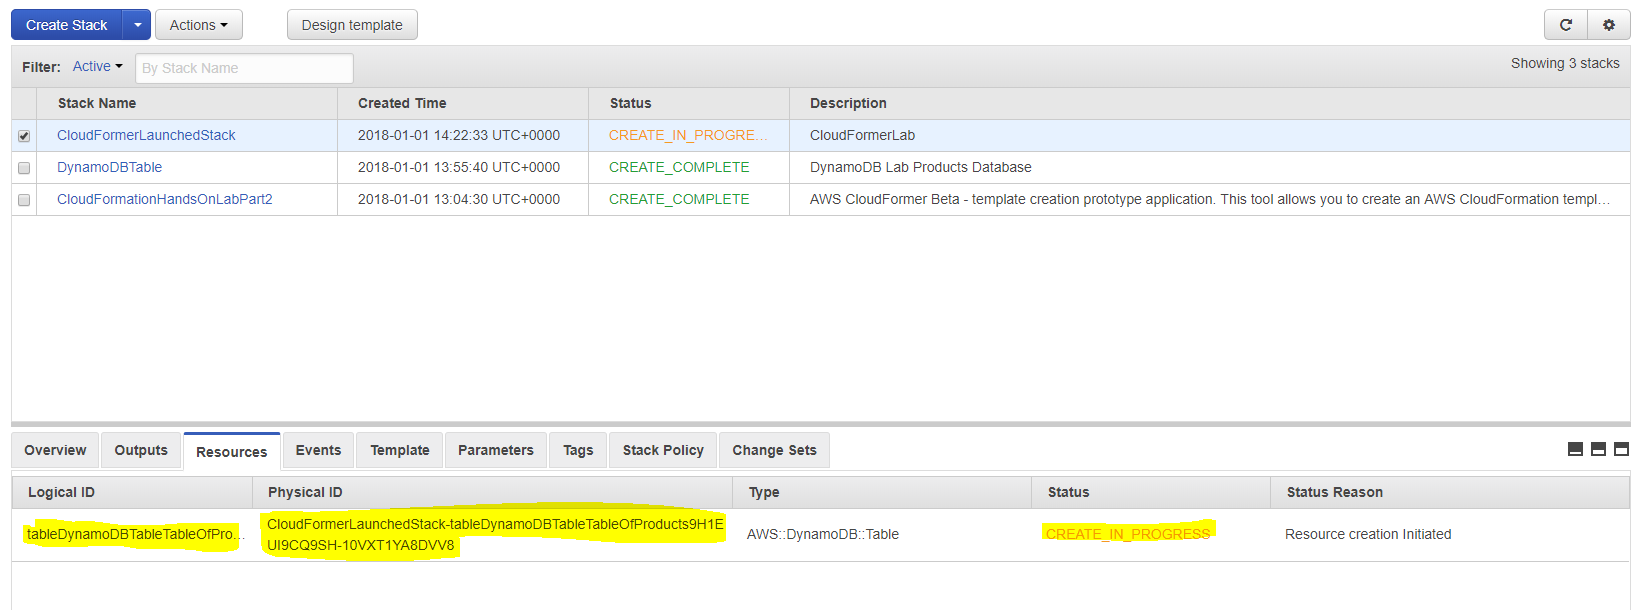 Create Stack Actions Design template
Filter: Active By Stack Name Showing 3 stacks
Stack Name Created Time Status Description
CloudFormerLaunchedStack 2018-01-01 14:22:33 UTC+0000 CREATE_IN_PROGRE... CloudFormerLab
DynamoDBTable 2018-01-01 13:55:40 UTC+0000 CREATE_COMPLETE DynamoDB Lab Products Database
CloudFormationHandsOnLabPart2 2018-01-01 13:04:30 UTC+0000 CREATE_COMPLETE AWS CloudFormer Beta - template creation prototype application. This tool allows you to create an AWS CloudFormation templ...
Overview Outputs Resources Events Template Parameters Tags Stack Policy Change Sets
Logical ID Physical ID Type Status Status Reason
tableDynamoDBTableTableOfPro... CloudFormerLaunchedStack-tableDynamoDBTableTableOfProducts9H1E AWS::DynamoDB::Table CREATE_IN_PROGRESS Resource creation Initiated
UI9CQ9SH-10VXT1YA8DVV8